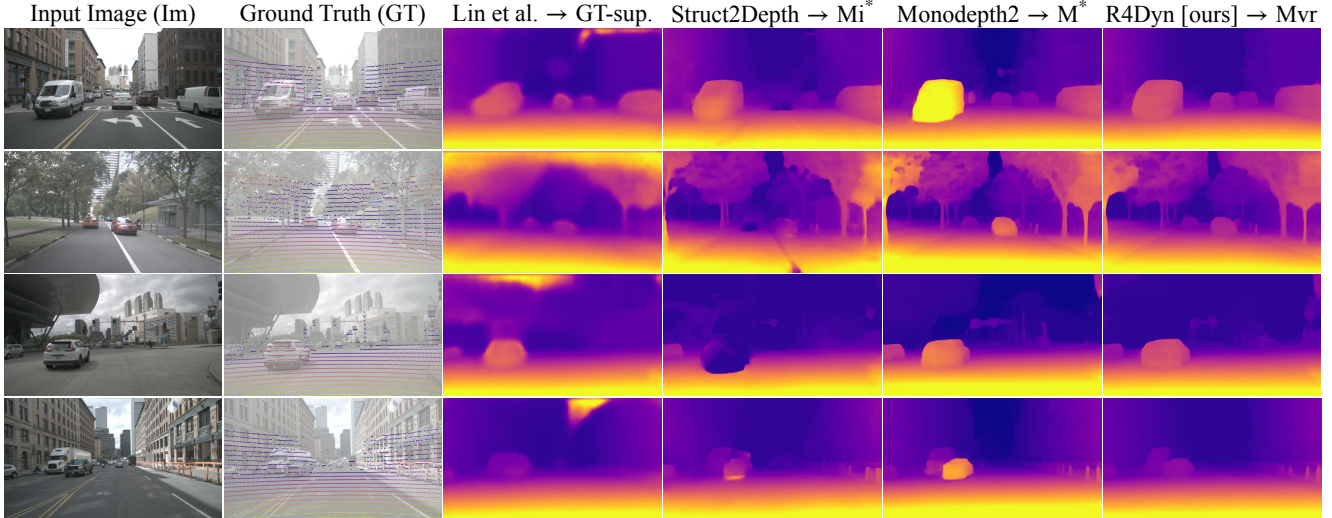 Input Image (Im) Ground Truth (GT) Lin et al. → GT-sup. Struct2Depth → Mi* Monodepth2 → M* R4Dyn [ours] → Mvr